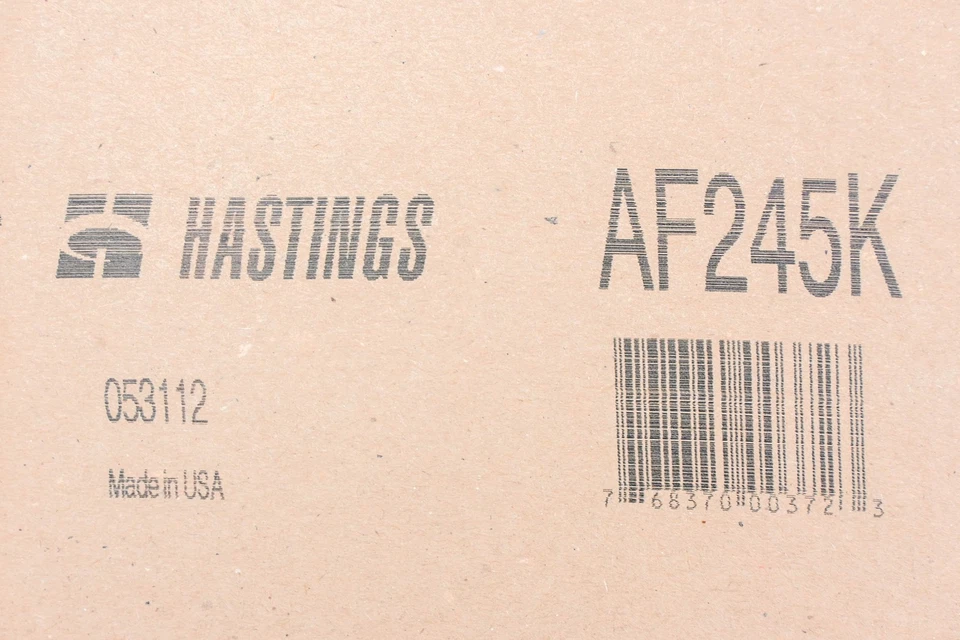 HASTINGS
AF245K
053112
Made in USA
7 68370 00372 3